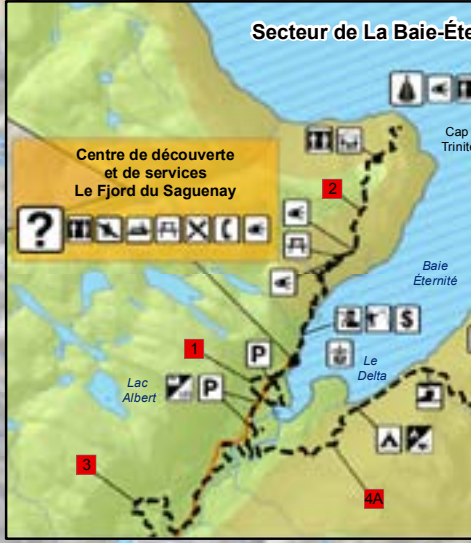 Secteur de La Baie-Éte
Cap
Trinité
Centre de découverte
et de services
Le Fjord du Saguenay
?
2
Baie
Éternité
$
1
P
Le
Delta
Lac
Albert
P
3
4A